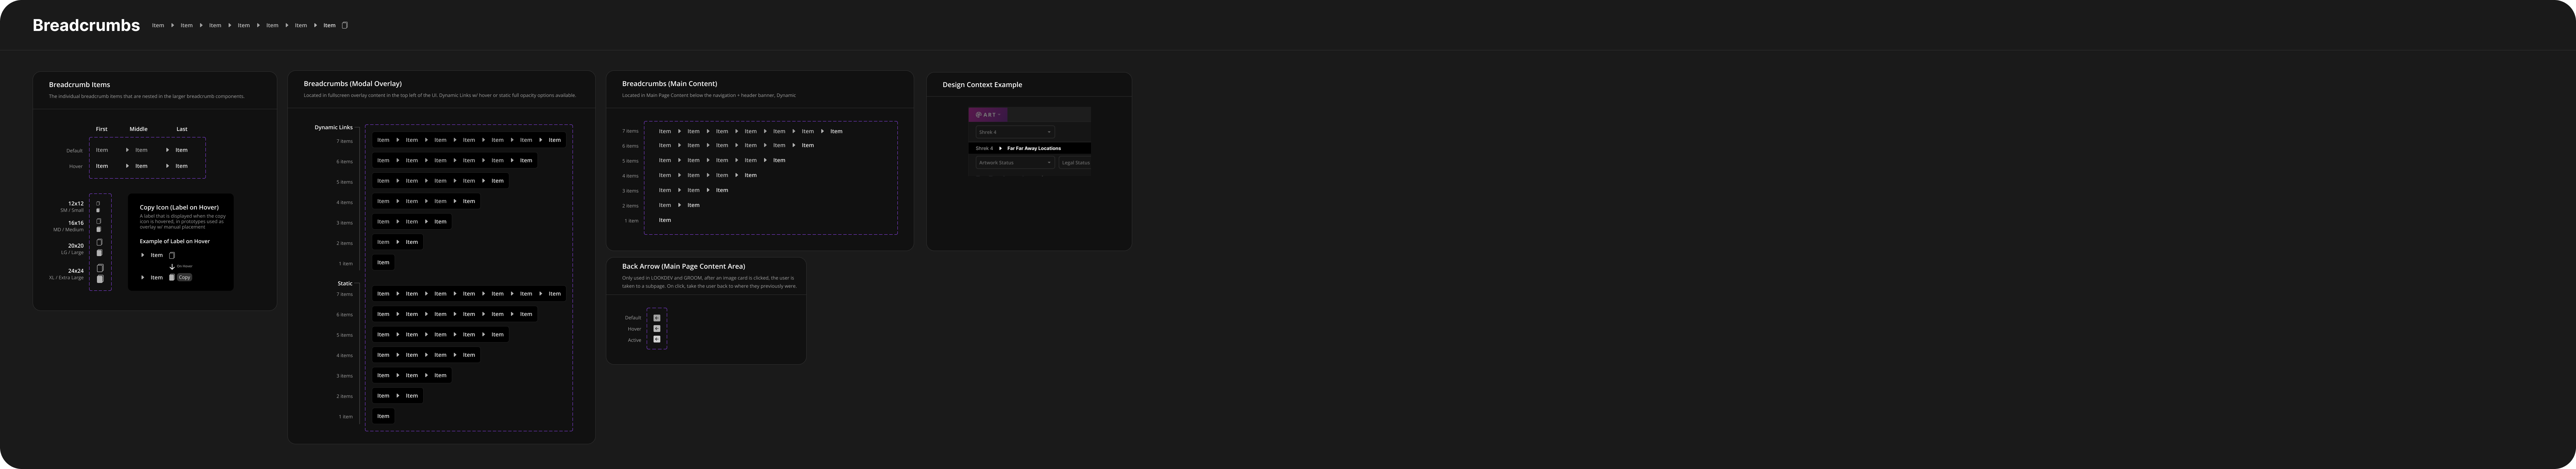 Breadcrumbs
Item Item Item Item Item Item Item
Breadcrumb Items
The individual breadcrumb items that are nested in the larger breadcrumb components.
First Middle Last
Default Item Item Item
Hover Item Item Item
12x12
SM / Small
16x16
MD / Medium
20x20
LG / Large
24x24
XL / Extra Large
Copy Icon (Label on Hover)
A label that is displayed when the copy
icon is hovered, in prototypes used as
overlay w/ manual placement
Example of Label on Hover
Item
On Hover
Item Copy
Breadcrumbs (Modal Overlay)
Located in fullscreen overlay content in the top left of the UI. Dynamic Links w/ hover or static full opacity options available.
Dynamic Links
7 items Item Item Item Item Item Item Item
6 items Item Item Item Item Item Item
5 items Item Item Item Item Item
4 items Item Item Item Item
3 items Item Item Item
2 items Item Item
1 item Item
Static
7 items Item Item Item Item Item Item Item
6 items Item Item Item Item Item Item
5 items Item Item Item Item Item
4 items Item Item Item Item
3 items Item Item Item
2 items Item Item
1 item Item
Breadcrumbs (Main Content)
Located in Main Page Content below the navigation + header banner, Dynamic
7 items Item Item Item Item Item Item Item
6 items Item Item Item Item Item Item
5 items Item Item Item Item Item
4 items Item Item Item Item
3 items Item Item Item
2 items Item Item
1 item Item
Back Arrow (Main Page Content Area)
Only used in LOOKDEV and GROOM, after an image card is clicked, the user is
taken to a subpage. On click, take the user back to where they previously were.
Default
Hover
Active
Design Context Example
ART
Shrek 4
Shrek 4 Far Far Away Locations
Artwork Status Legal Status